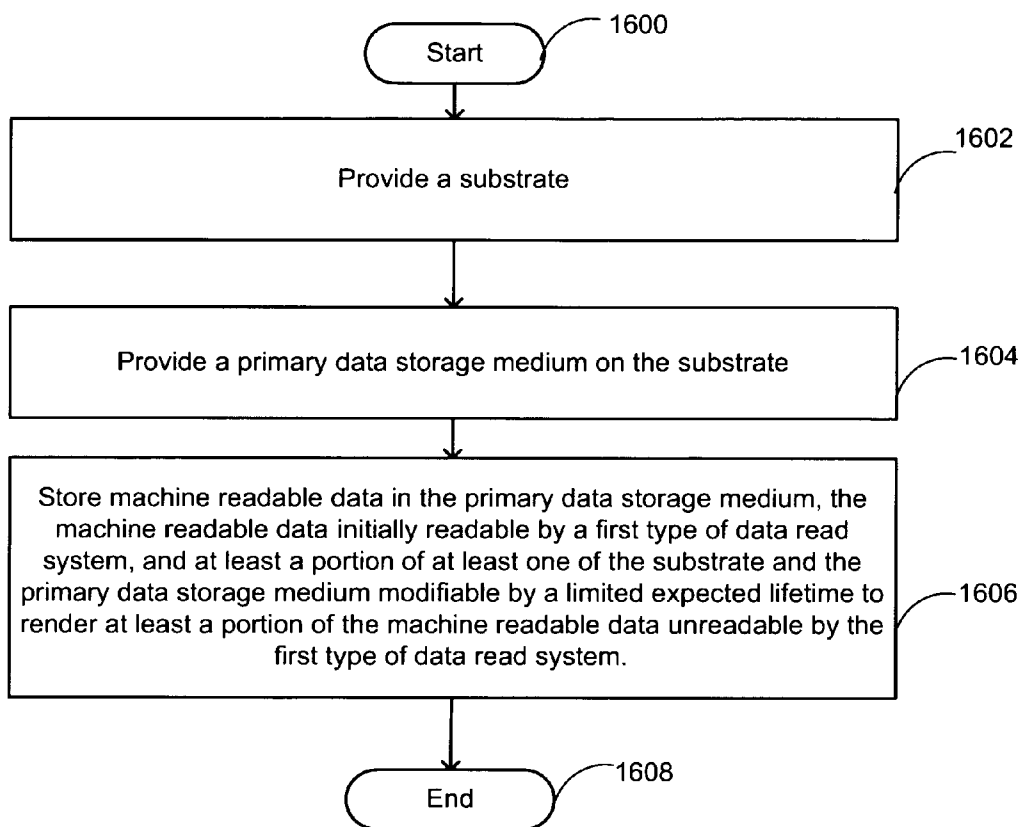 1600
Start
1602
Provide a substrate
Provide a primary data storage medium on the substrate
1604
Store machine readable data in the primary data storage medium, the
machine readable data initially readable by a first type of data read
system, and at least a portion of at least one of the substrate and the
primary data storage medium modifiable by a limited expected lifetime to
render at least a portion of the machine readable data unreadable by the
first type of data read system.
1606
1608
End